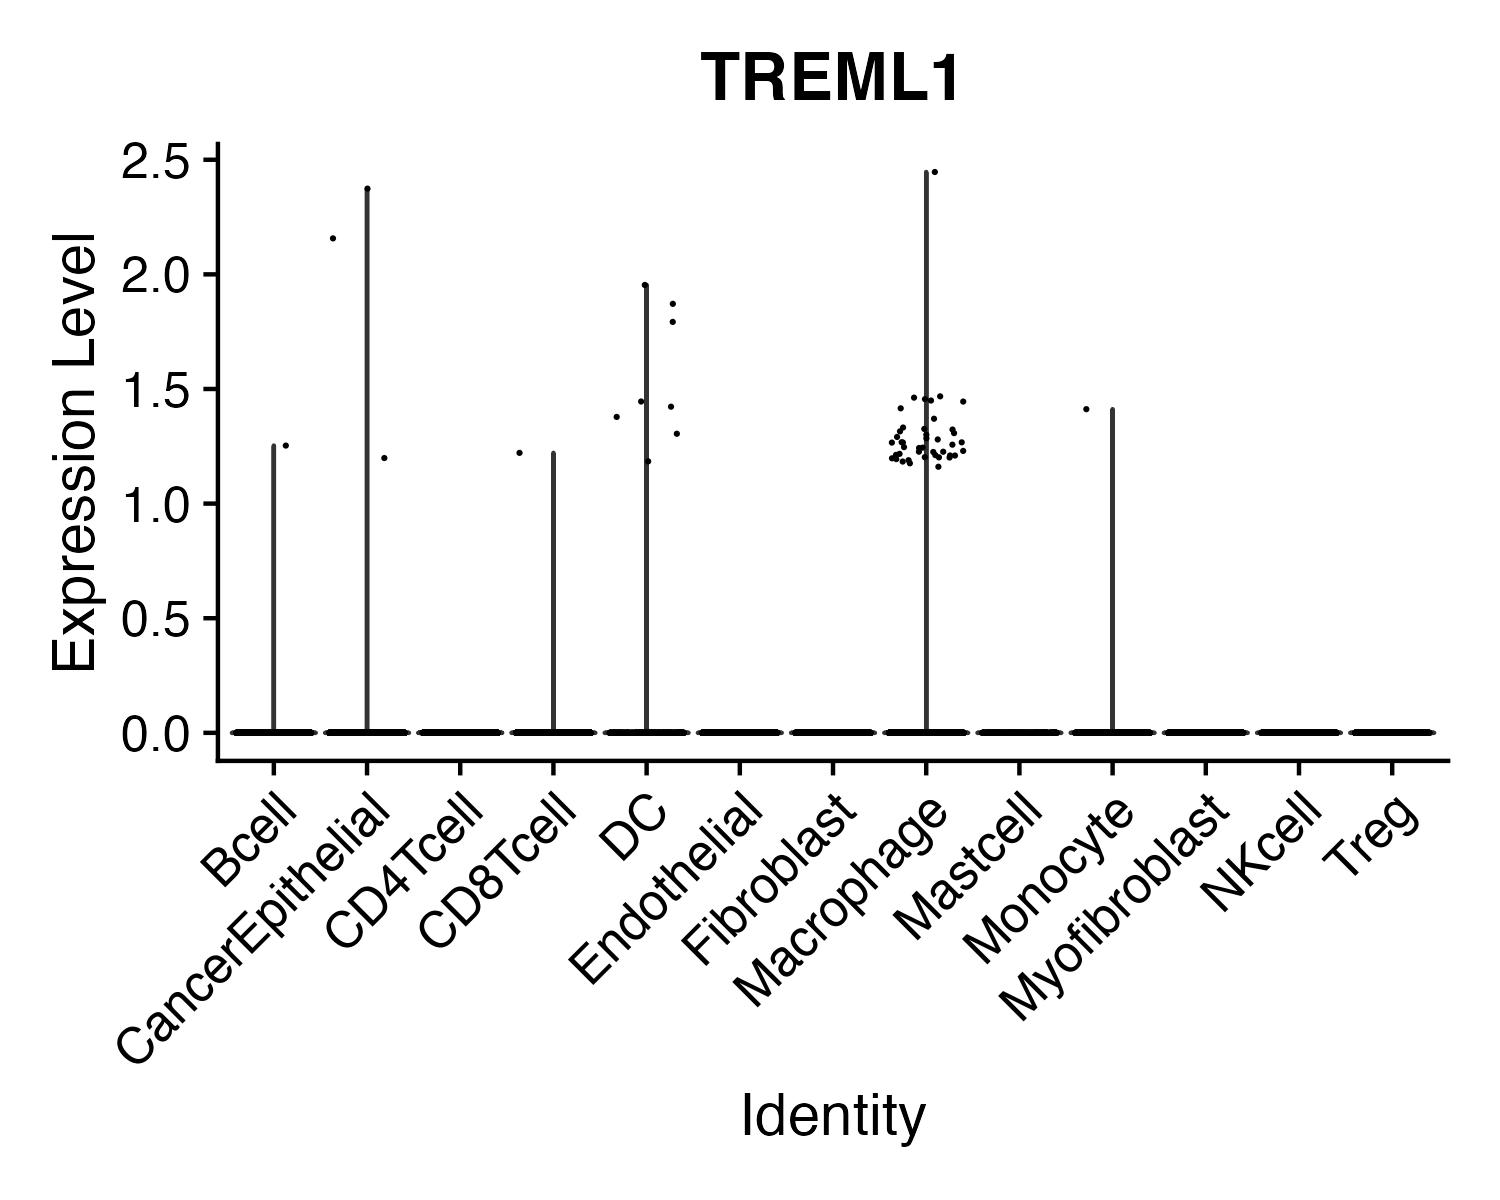 TREML1
Expression Level
2.5
2.0
1.5
1.0
0.5
0.0
Bcell
CancerEpithelial
CD4Tcell
CD8Tcell
DC
Endothelial
Fibroblast
Macrophage
Mastcell
Monocyte
Myofibroblast
NKcell
Treg
Identity